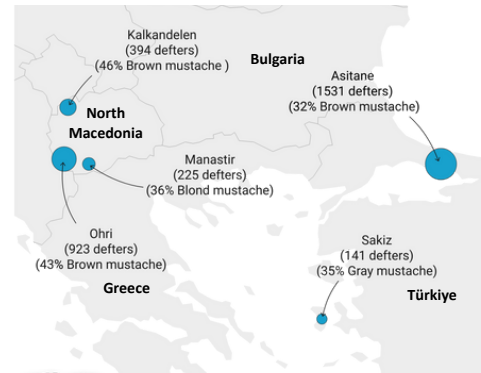 Kalkandelen
(394 defters)
(46% Brown mustache )
Bulgaria
Asitane
(1531 defters)
(32% Brown mustache)
North
Macedonia
Manastir
(225 defters)
(36% Blond mustache)
Ohri
(923 defters)
(43% Brown mustache)
Sakiz
(141 defters)
(35% Gray mustache)
Greece
Türkiye